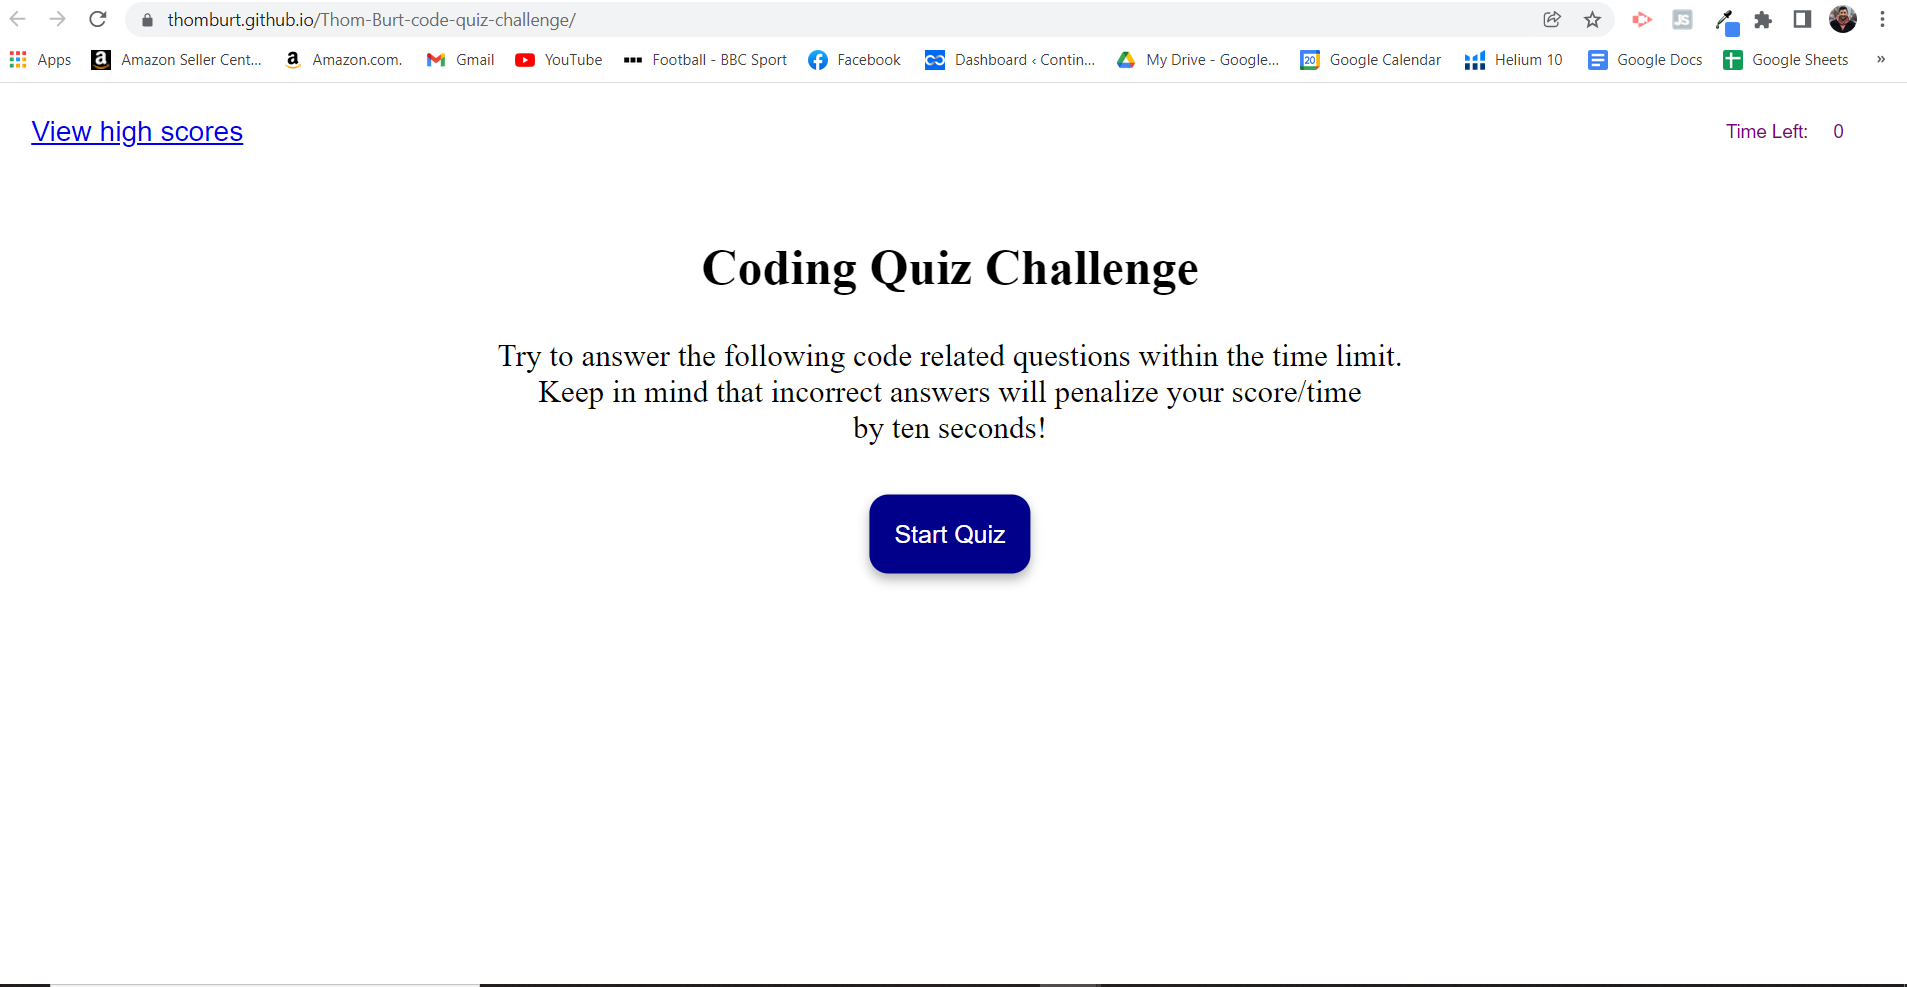 thomburt.github.io/Thom-Burt-code-quiz-challenge/
JS
Apps
a
Amazon Seller Cent...
a
Amazon.com.
Gmail
YouTube
Football - BBC Sport
Facebook
Dashboard ‹ Contin...
My Drive - Google...
20
Google Calendar
Helium 10
Google Docs
Google Sheets
»
View high scores
Time Left: 0
Coding Quiz Challenge
Try to answer the following code related questions within the time limit.
Keep in mind that incorrect answers will penalize your score/time
by ten seconds!
Start Quiz